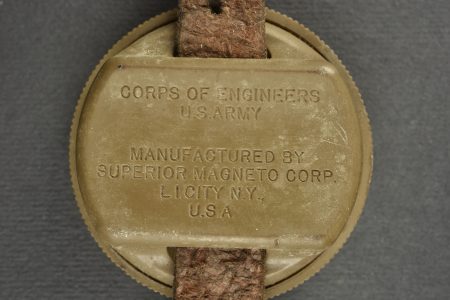 CORPS OF ENGINEERS
U.S.ARMY
MANUFACTURED BY
SUPERIOR MAGNETO CORP.
L.I.CITY N.Y.,
U.S.A